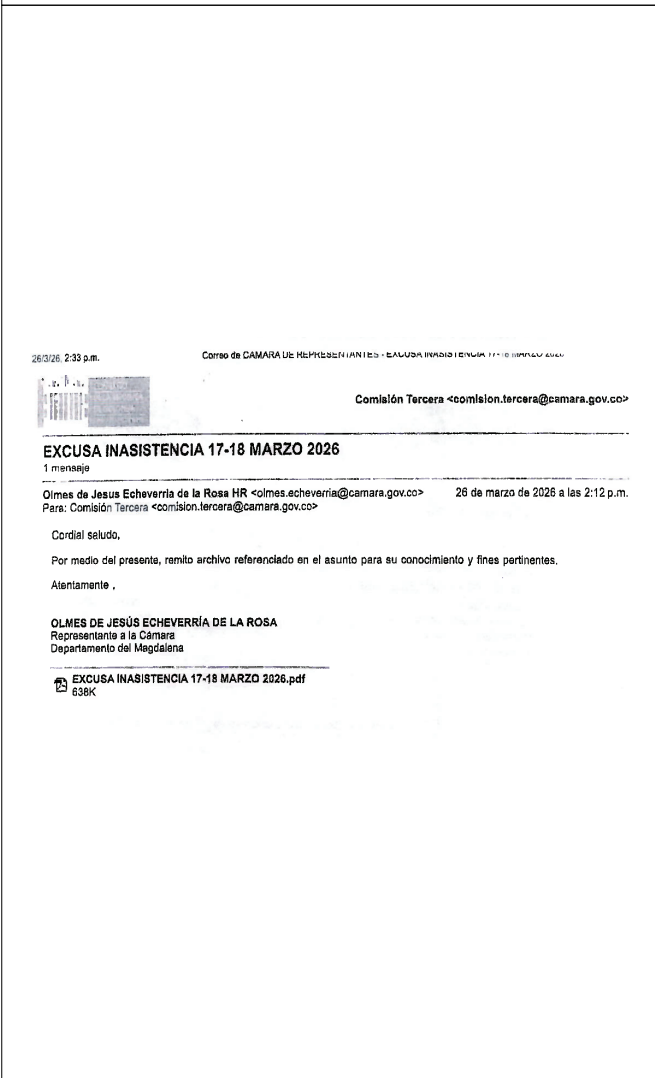 26/3/26, 2:33 p.m.
Correo de CAMARA DE REPRESENTANTES - EXCUSA INASISTENCIA 17-18 MARZO 2026
Comisión Tercera <comision.tercera@camara.gov.co>
EXCUSA INASISTENCIA 17-18 MARZO 2026
1 mensaje
Olmes de Jesus Echeverria de la Rosa HR <olmes.echeverria@camara.gov.co>
26 de marzo de 2026 a las 2:12 p.m.
Para: Comisión Tercera <comision.tercera@camara.gov.co>
Cordial saludo,
Por medio del presente, remito archivo referenciado en el asunto para su conocimiento y fines pertinentes.
Atentamente ,
OLMES DE JESÚS ECHEVERRÍA DE LA ROSA
Representante a la Cámara
Departamento del Magdalena
EXCUSA INASISTENCIA 17-18 MARZO 2026.pdf
638K